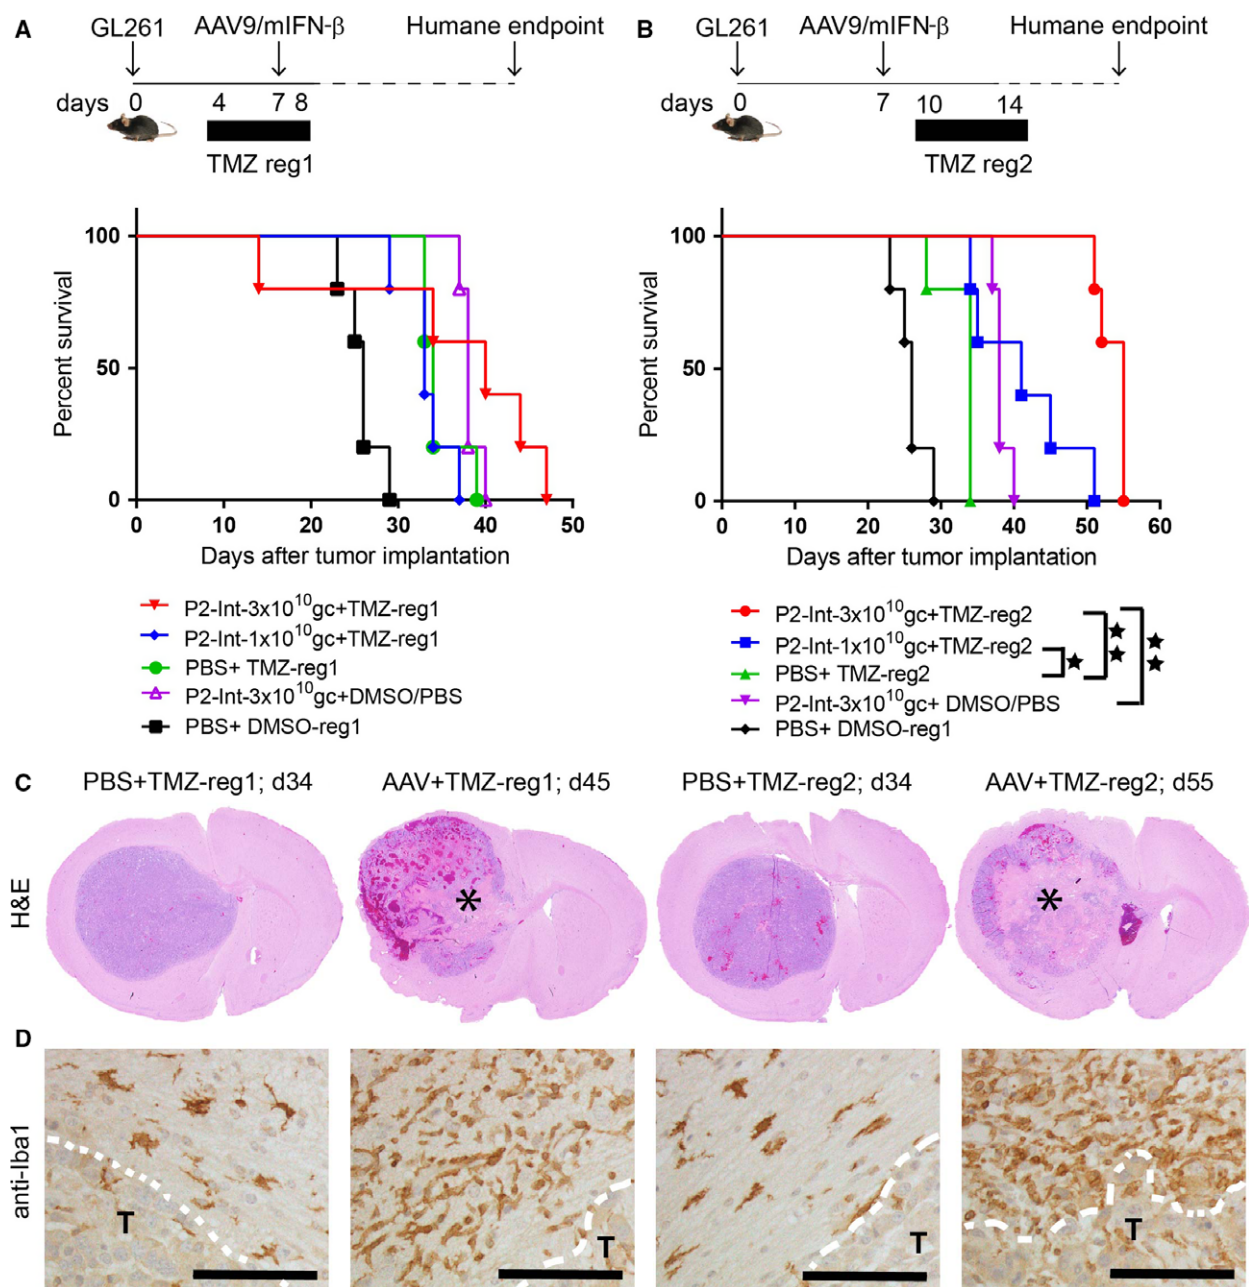 A
GL261
AAV9/mIFN-β
Humane endpoint
days 0 4 7 8
TMZ reg1
Percent survival
100
50
0
0 10 20 30 40 50
Days after tumor implantation
P2-Int-3x10¹⁰gc+TMZ-reg1
P2-Int-1x10¹⁰gc+TMZ-reg1
PBS+ TMZ-reg1
P2-Int-3x10¹⁰gc+DMSO/PBS
PBS+ DMSO-reg1
B
GL261
AAV9/mIFN-β
Humane endpoint
days 0 7 10 14
TMZ reg2
Percent survival
100
50
0
0 10 20 30 40 50 60
Days after tumor implantation
P2-Int-3x10¹⁰gc+TMZ-reg2
P2-Int-1x10¹⁰gc+TMZ-reg2
PBS+ TMZ-reg2
P2-Int-3x10¹⁰gc+ DMSO/PBS
PBS+ DMSO-reg1
C
PBS+TMZ-reg1; d34
AAV+TMZ-reg1; d45
PBS+TMZ-reg2; d34
AAV+TMZ-reg2; d55
H&E
*
*
D
anti-Iba1
T
T
T
T